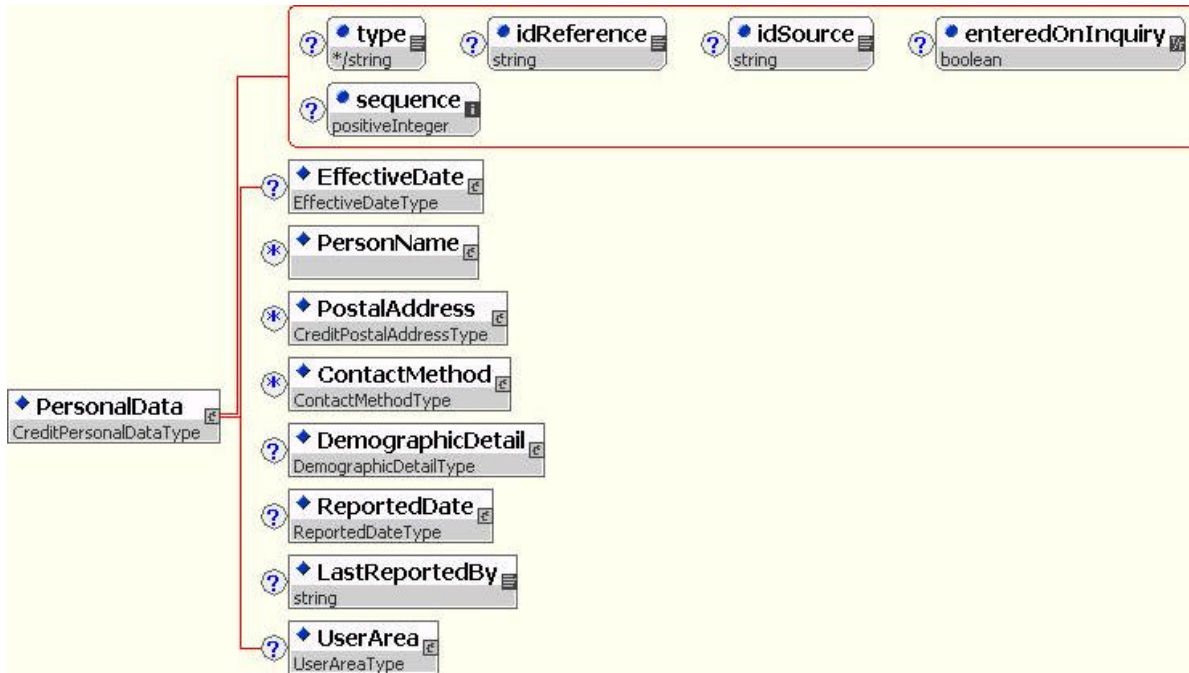 ? type ? idReference ? idSource ? enteredOnInquiry
*/string string string boolean
? sequence
positiveInteger
? EffectiveDate
EffectiveDateType
* PersonName
* PostalAddress
CreditPostalAddressType
* ContactMethod
ContactMethodType
PersonalData
CreditPersonalDataType
? DemographicDetail
DemographicDetailType
? ReportedDate
ReportedDateType
? LastReportedBy
string
? UserArea
UserAreaType